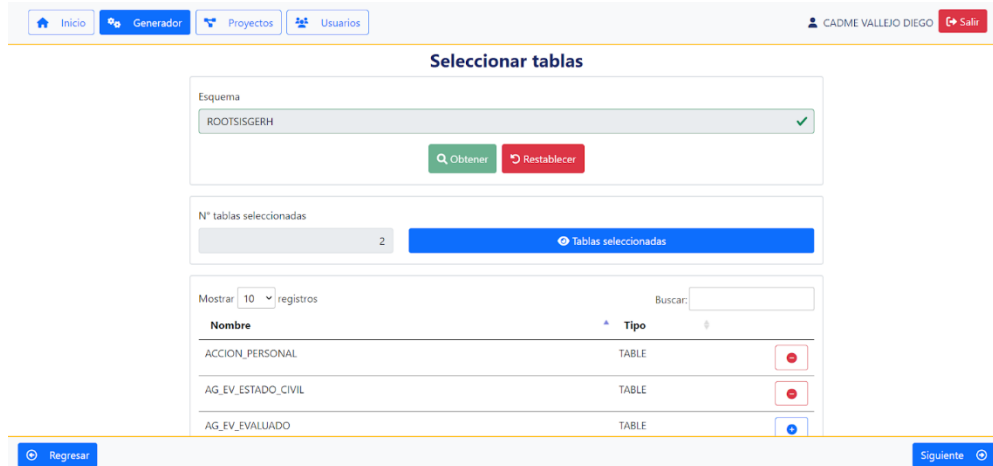 Inicio Generador Proyectos Usuarios CADME VALLEJO DIEGO Salir
Seleccionar tablas
Esquema
ROOTSISGERH
Obtener Restablecer
N° tablas seleccionadas
2 Tablas seleccionadas
Mostrar 10 registros Buscar:
Nombre Tipo
ACCION_PERSONAL TABLE
AG_EV_ESTADO_CIVIL TABLE
AG_EV_EVALUADO TABLE
Regresar Siguiente